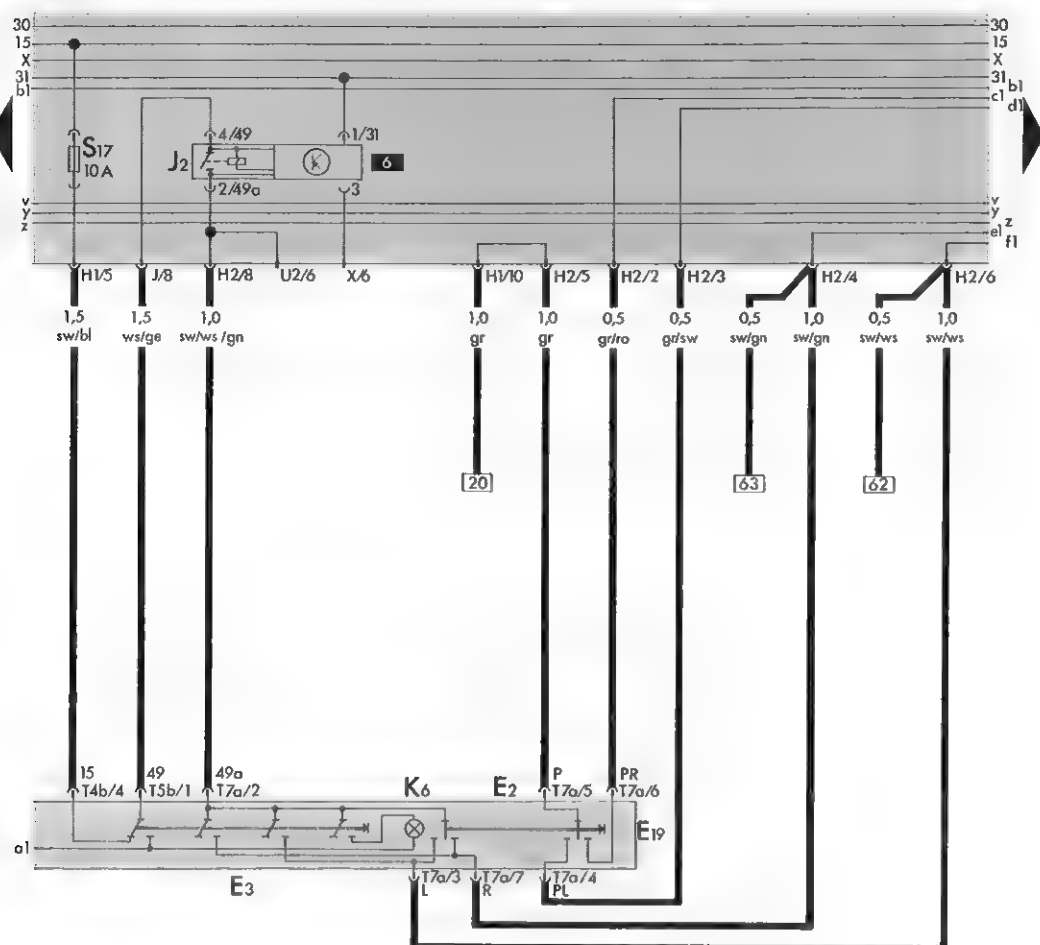 30 30
15 15
X X
31 31
b1 b1
c1
d1
4/49 1/31
S17 J2 6
10 A
2/49a 3
v v
y y
z z
e1
f1
H1/5 J/8 H2/8 U2/6 X/6 H1/10 H2/5 H2/2 H2/3 H2/4 H2/6
1,5 1,5 1,0 1,0 1,0 0,5 0,5 0,5 1,0 0,5 1,0
sw/bl ws/ge sw/ws/gn gr gr gr/ro gr/sw sw/gn sw/gn sw/ws sw/ws
20 63 62
15 49 49a K6 E2 P PR
T4b/4 T5b/1 T7a/2 T7a/5 T7a/6
E19
a1
E3 T7a/3 T7a/7 T7a/4
L R PL